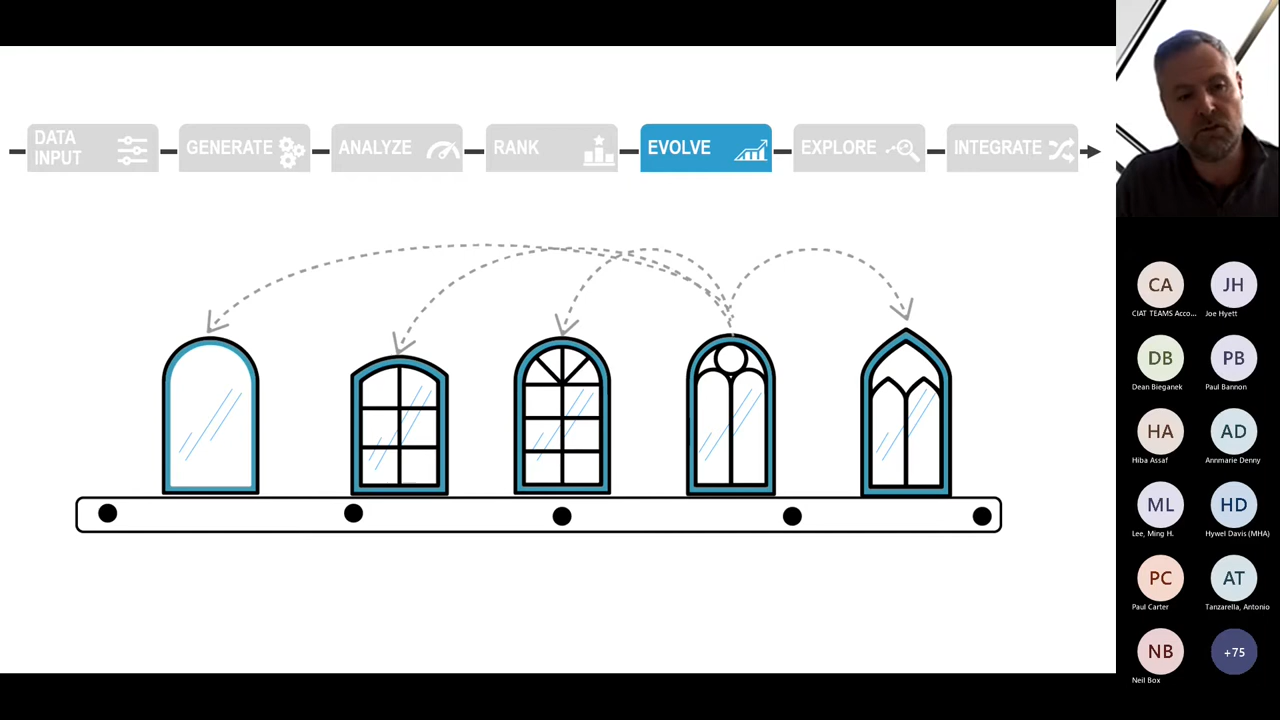 DATA
INPUT
GENERATE
ANALYZE
RANK
EVOLVE
EXPLORE
INTEGRATE
CA
CIAT TEAMS Acco...
JH
Joe Hyett
DB
Dean Bieganek
PB
Paul Bannon
HA
Hiba Assaf
AD
Annmarie Denny
ML
Lee, Ming H.
HD
Hywel Davis (MHA)
PC
Paul Carter
AT
Tanzarella, Antonio
NB
Neil Box
+75